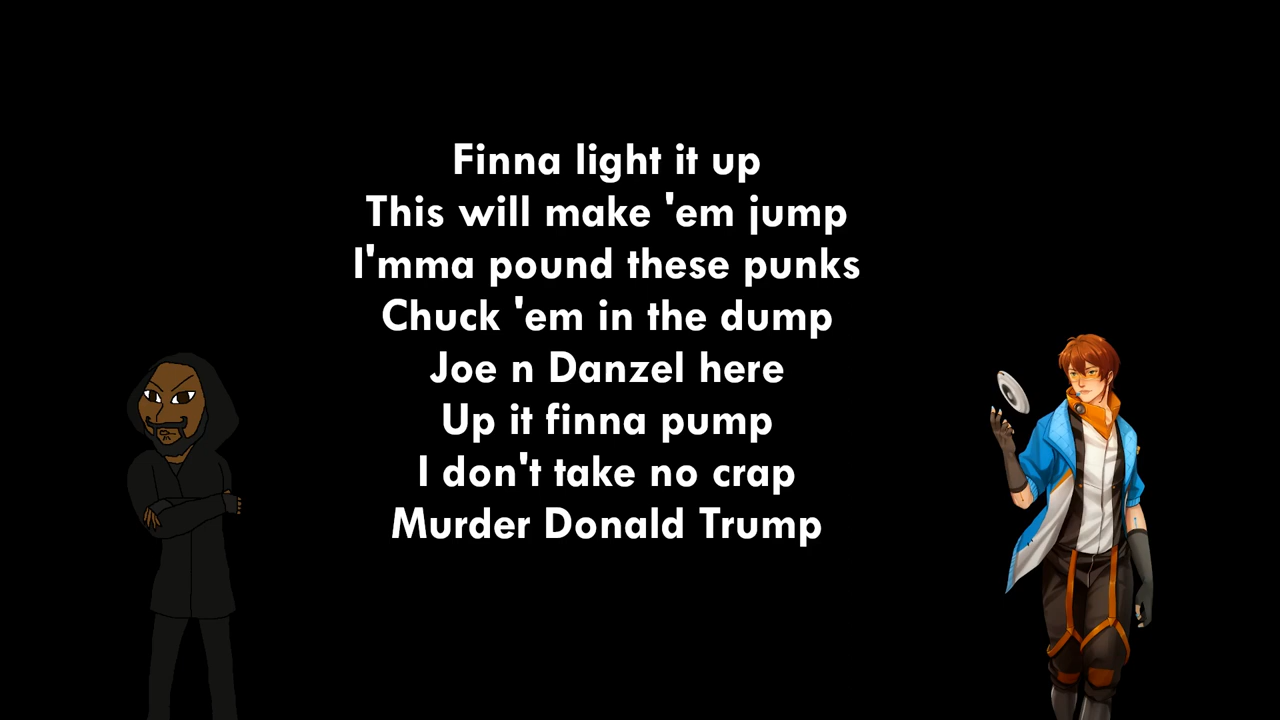 Finna light it up
This will make 'em jump
I'mma pound these punks
Chuck 'em in the dump
Joe n Danzel here
Up it finna pump
I don't take no crap
Murder Donald Trump